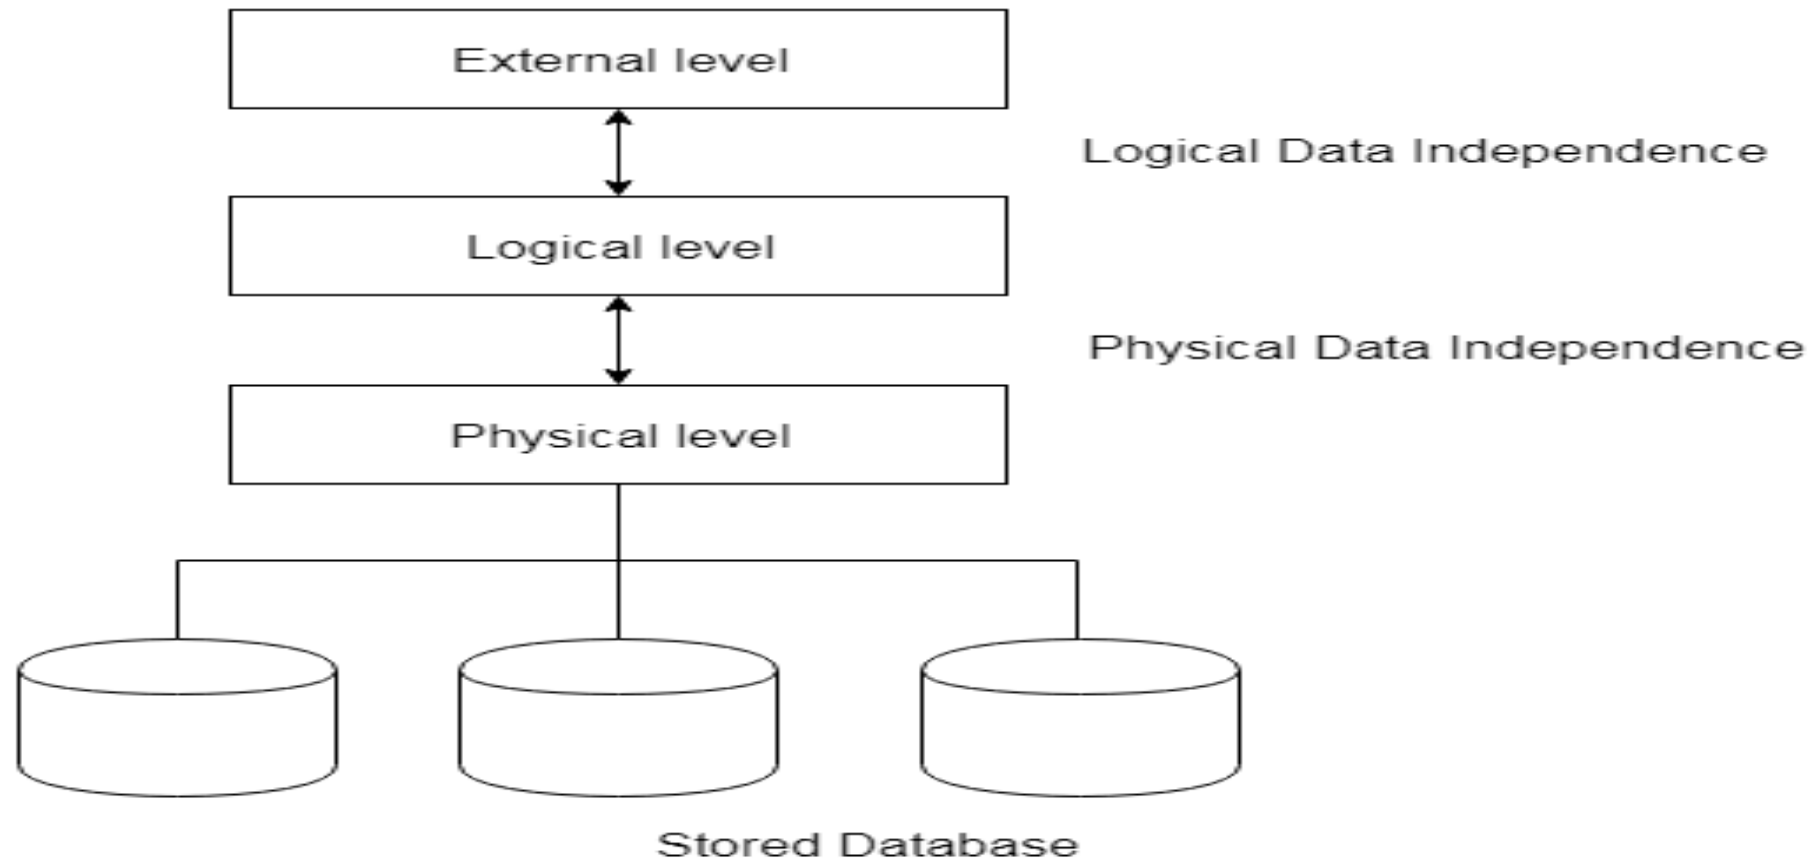 External level
Logical Data Independence
Logical level
Physical Data Independence
Physical level
Stored Database